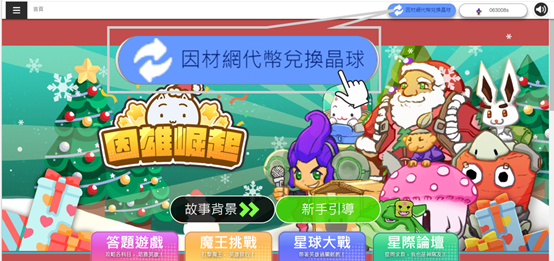 首頁
因材網代幣兌換晶球
083008s
因材網代幣兌換晶球
因雄崛起
故事背景
新手引導
答題遊戲
魔王挑戰
星球大戰
星際論壇